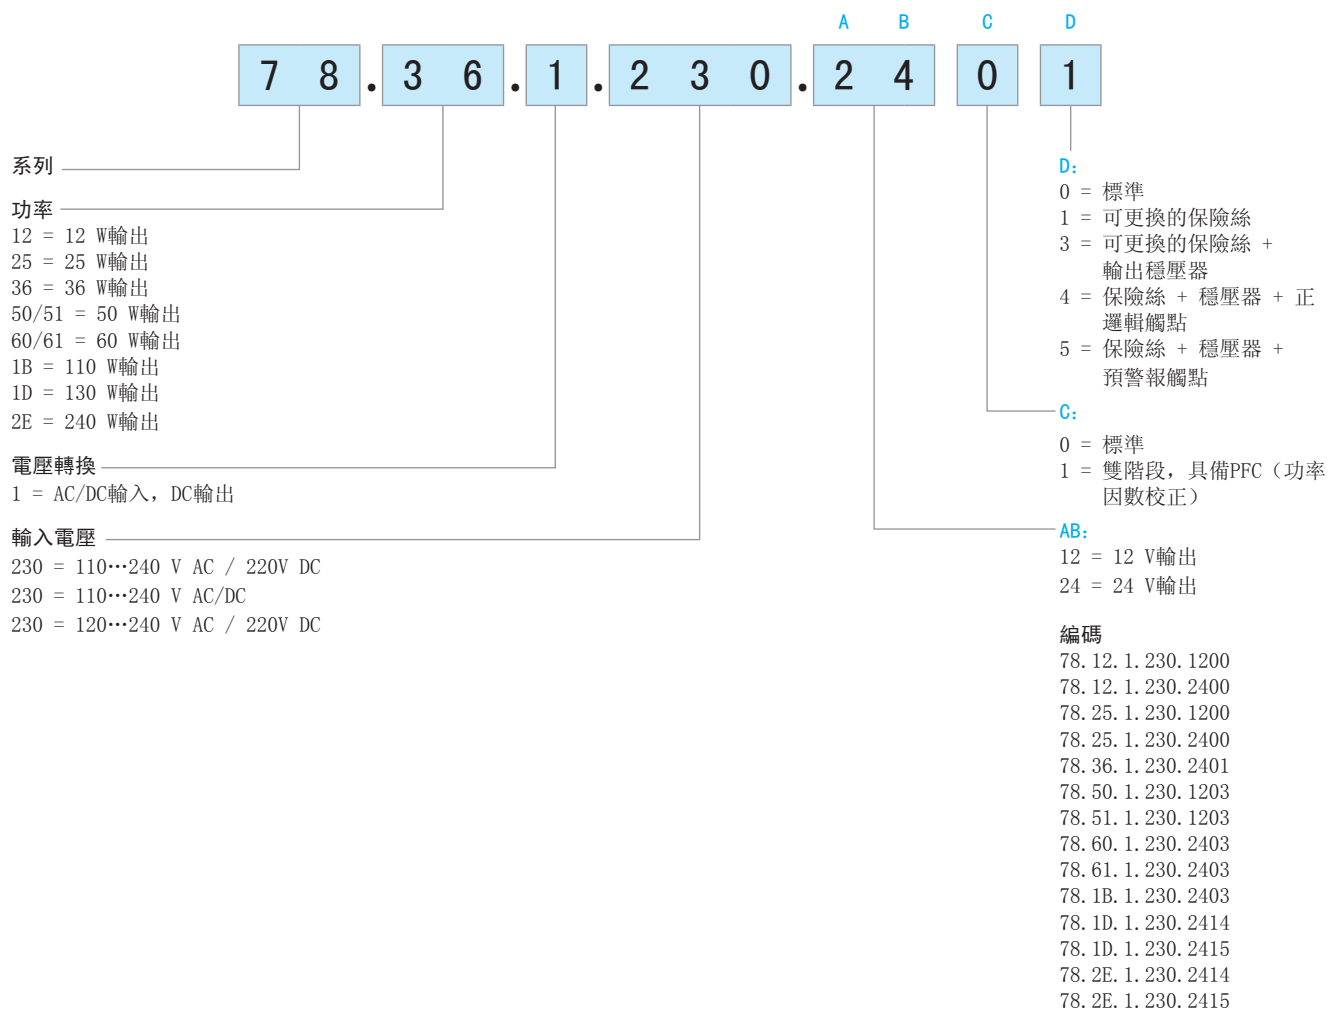 A B C D
78.36.1.230.24 0 1
系列
功率
12 = 12 W輸出
25 = 25 W輸出
36 = 36 W輸出
50/51 = 50 W輸出
60/61 = 60 W輸出
1B = 110 W輸出
1D = 130 W輸出
2E = 240 W輸出
電壓轉換
1 = AC/DC輸入，DC輸出
輸入電壓
230 = 110…240 V AC / 220V DC
230 = 110…240 V AC/DC
230 = 120…240 V AC / 220V DC
D:
0 = 標準
1 = 可更換的保險絲
3 = 可更換的保險絲 +
輸出穩壓器
4 = 保險絲 + 穩壓器 + 正
邏輯觸點
5 = 保險絲 + 穩壓器 +
預警報觸點
C:
0 = 標準
1 = 雙階段，具備PFC（功率
因數校正）
AB:
12 = 12 V輸出
24 = 24 V輸出
編碼
78.12.1.230.1200
78.12.1.230.2400
78.25.1.230.1200
78.25.1.230.2400
78.36.1.230.2401
78.50.1.230.1203
78.51.1.230.1203
78.60.1.230.2403
78.61.1.230.2403
78.1B.1.230.2403
78.1D.1.230.2414
78.1D.1.230.2415
78.2E.1.230.2414
78.2E.1.230.2415